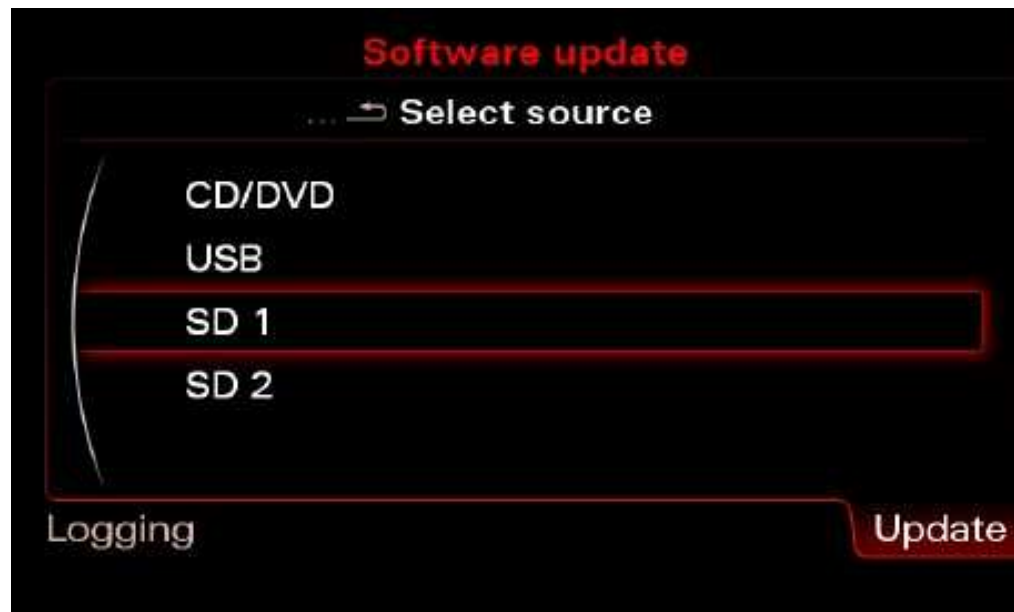 Software update
... Select source
CD/DVD
USB
SD 1
SD 2
Logging
Update